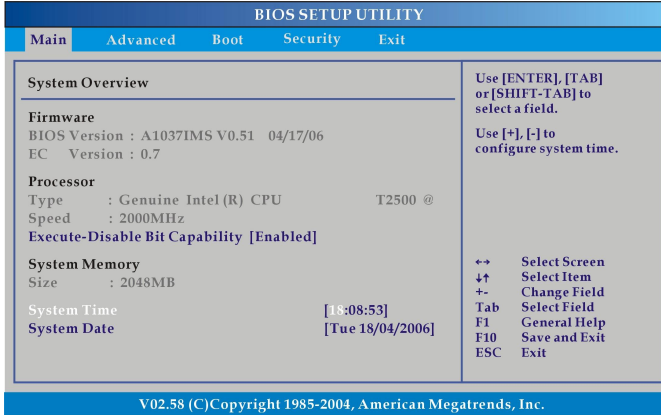 BIOS SETUP UTILITY
Main Advanced Boot Security Exit
System Overview
Firmware
BIOS Version : A1037IMS V0.51 04/17/06
EC Version : 0.7
Processor
Type : Genuine Intel (R) CPU T2500 @
Speed : 2000MHz
Execute-Disable Bit Capability [Enabled]
System Memory
Size : 2048MB
System Time [18:08:53]
System Date [Tue 18/04/2006]
Use [ENTER], [TAB]
or [SHIFT-TAB] to
select a field.
Use [+], [-] to
configure system time.
←→ Select Screen
↓↑ Select Item
+- Change Field
Tab Select Field
F1 General Help
F10 Save and Exit
ESC Exit
V02.58 (C)Copyright 1985-2004, American Megatrends, Inc.